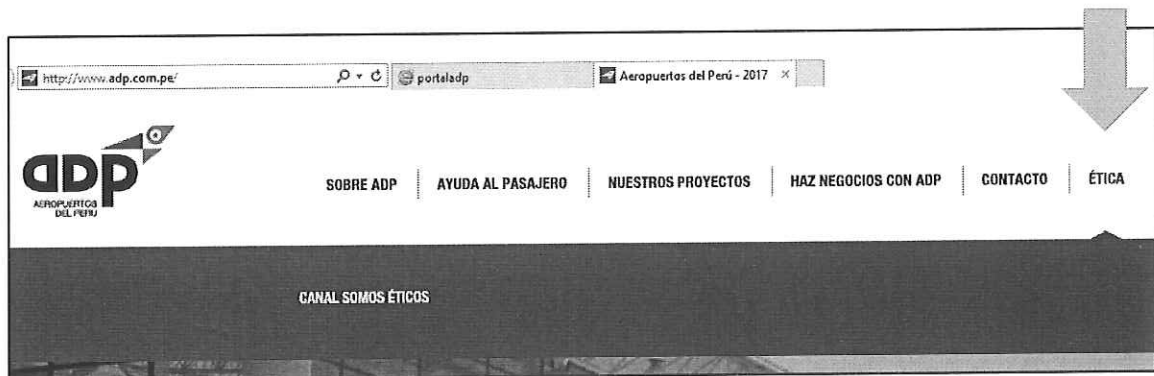 http://www.adp.com.pe/
portaladp
Aeropuertos del Perú - 2017
adp
AEROPUERTOS
DEL PERU
SOBRE ADP
AYUDA AL PASAJERO
NUESTROS PROYECTOS
HAZ NEGOCIOS CON ADP
CONTACTO
ÉTICA
CANAL SOMOS ÉTICOS